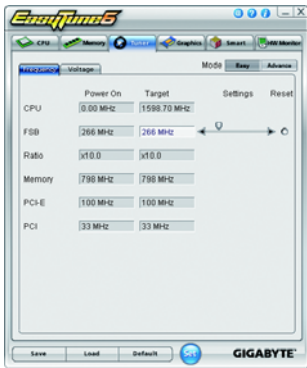 EasyTune6
CPU Memory Tuner Graphics Smart HW Monitor
Frequency Voltage Mode Easy Advance
Power On Target Settings Reset
CPU 0.00 MHz 1598.70 MHz
FSB 266 MHz 266 MHz
Ratio x10.0 x10.0
Memory 798 MHz 798 MHz
PCI-E 100 MHz 100 MHz
PCI 33 MHz 33 MHz
Save Load Default Set GIGABYTE